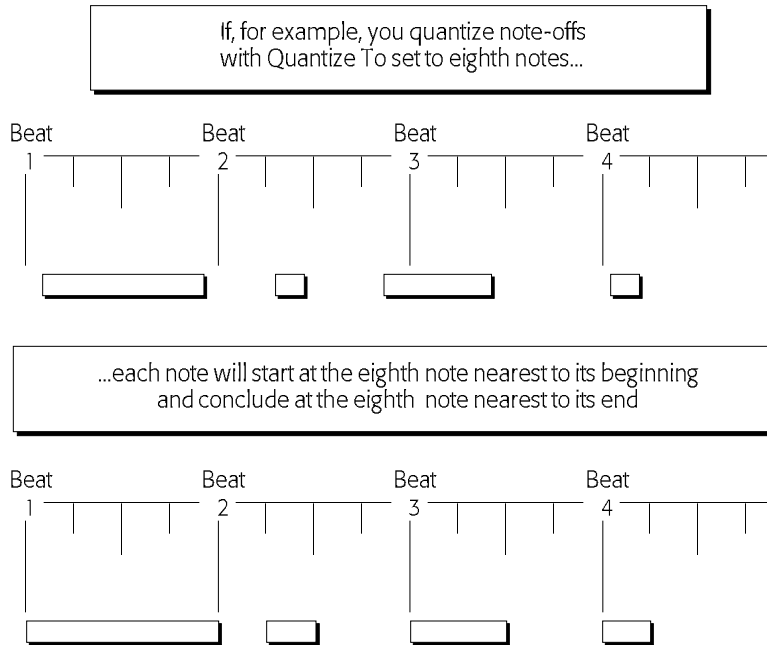 If, for example, you quantize note-offs
with Quantize To set to eighth notes...
Beat Beat Beat Beat
1 2 3 4
...each note will start at the eighth note nearest to its beginning
and conclude at the eighth note nearest to its end
Beat Beat Beat Beat
1 2 3 4